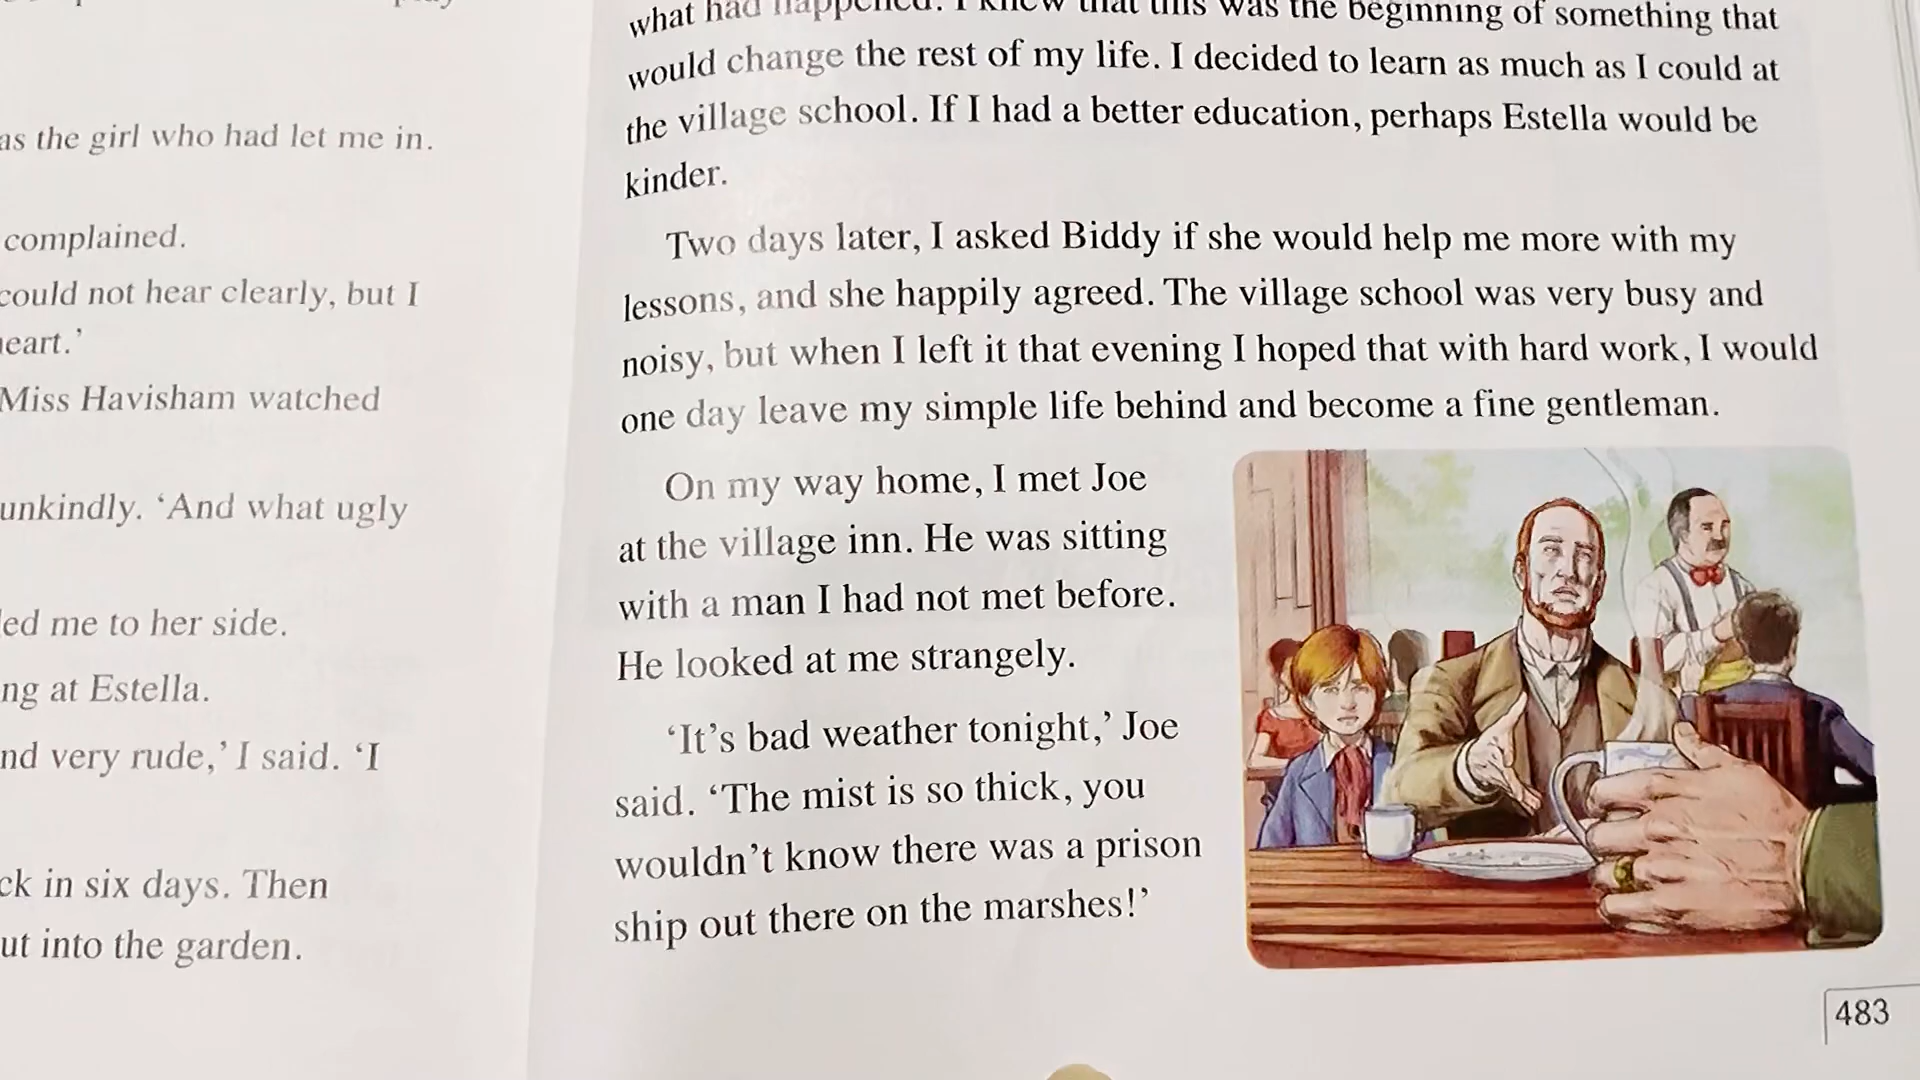 as the girl who had let me in.
complained.
could not hear clearly, but I
heart.’
Miss Havisham watched
unkindly. ‘And what ugly
led me to her side.
ng at Estella.
nd very rude,’ I said. ‘I
ck in six days. Then
ut into the garden.
what had happened. I knew that this was the beginning of something that
would change the rest of my life. I decided to learn as much as I could at
the village school. If I had a better education, perhaps Estella would be
kinder.
Two days later, I asked Biddy if she would help me more with my
lessons, and she happily agreed. The village school was very busy and
noisy, but when I left it that evening I hoped that with hard work, I would
one day leave my simple life behind and become a fine gentleman.
On my way home, I met Joe
at the village inn. He was sitting
with a man I had not met before.
He looked at me strangely.
‘It’s bad weather tonight,’ Joe
said. ‘The mist is so thick, you
wouldn’t know there was a prison
ship out there on the marshes!’
483